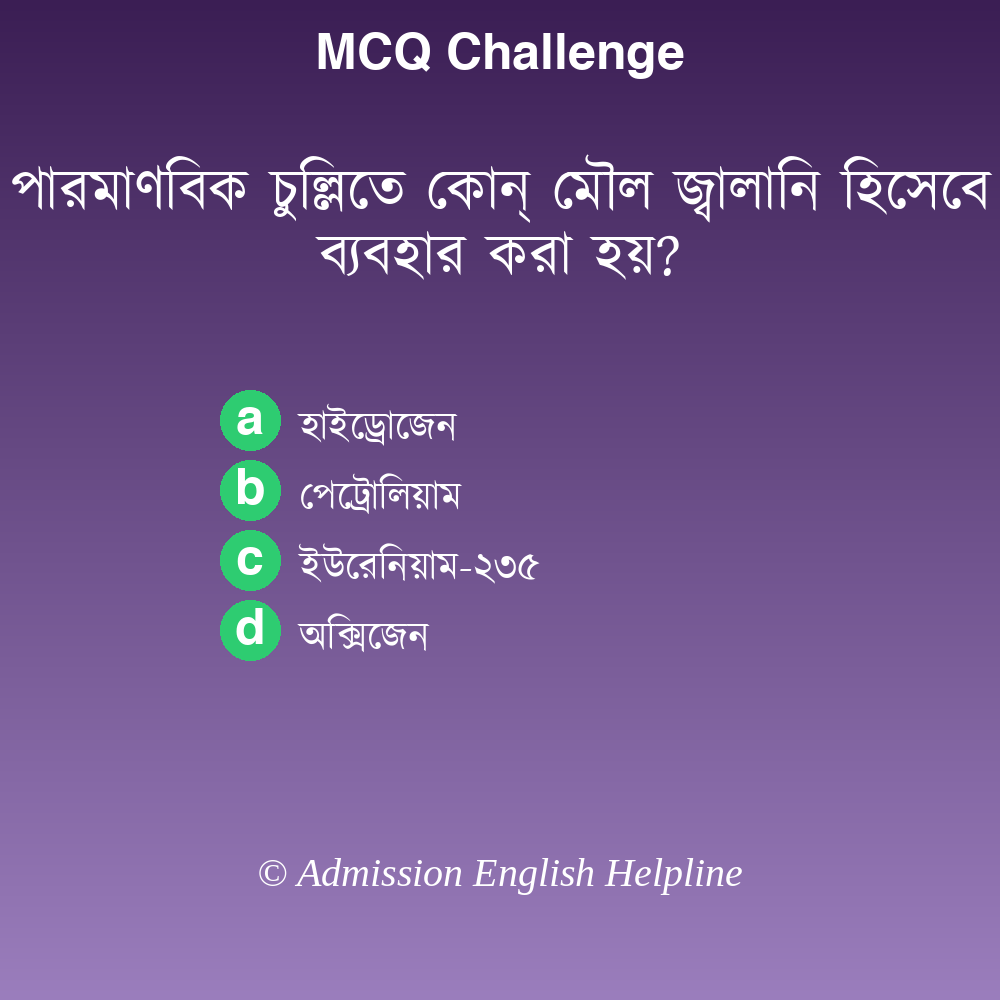 MCQ Challenge
পারমাণবিক চুল্লিতে কোন্ মৌল জ্বালানি হিসেবে
ব্যবহার করা হয়?
a হাইড্রোজেন
b পেট্রোলিয়াম
c ইউরেনিয়াম-২৩৫
d অক্সিজেন
© Admission English Helpline